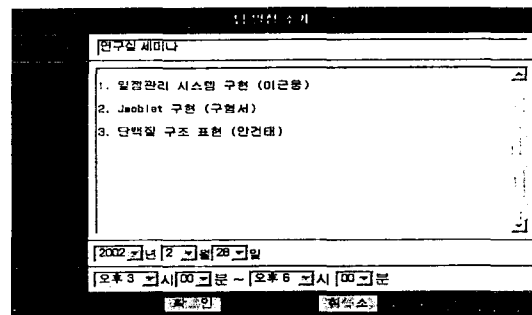 연구실 세미나
1. 일정관리 시스템 구현 (이근웅)
2. Jmoblet 구현 (구형서)
3. 단백질 구조 표현 (안건태)
2002 년 2 월 28 일
오후 3 시 00 분 ~ 오후 6 시 00 분
확 인 취 소